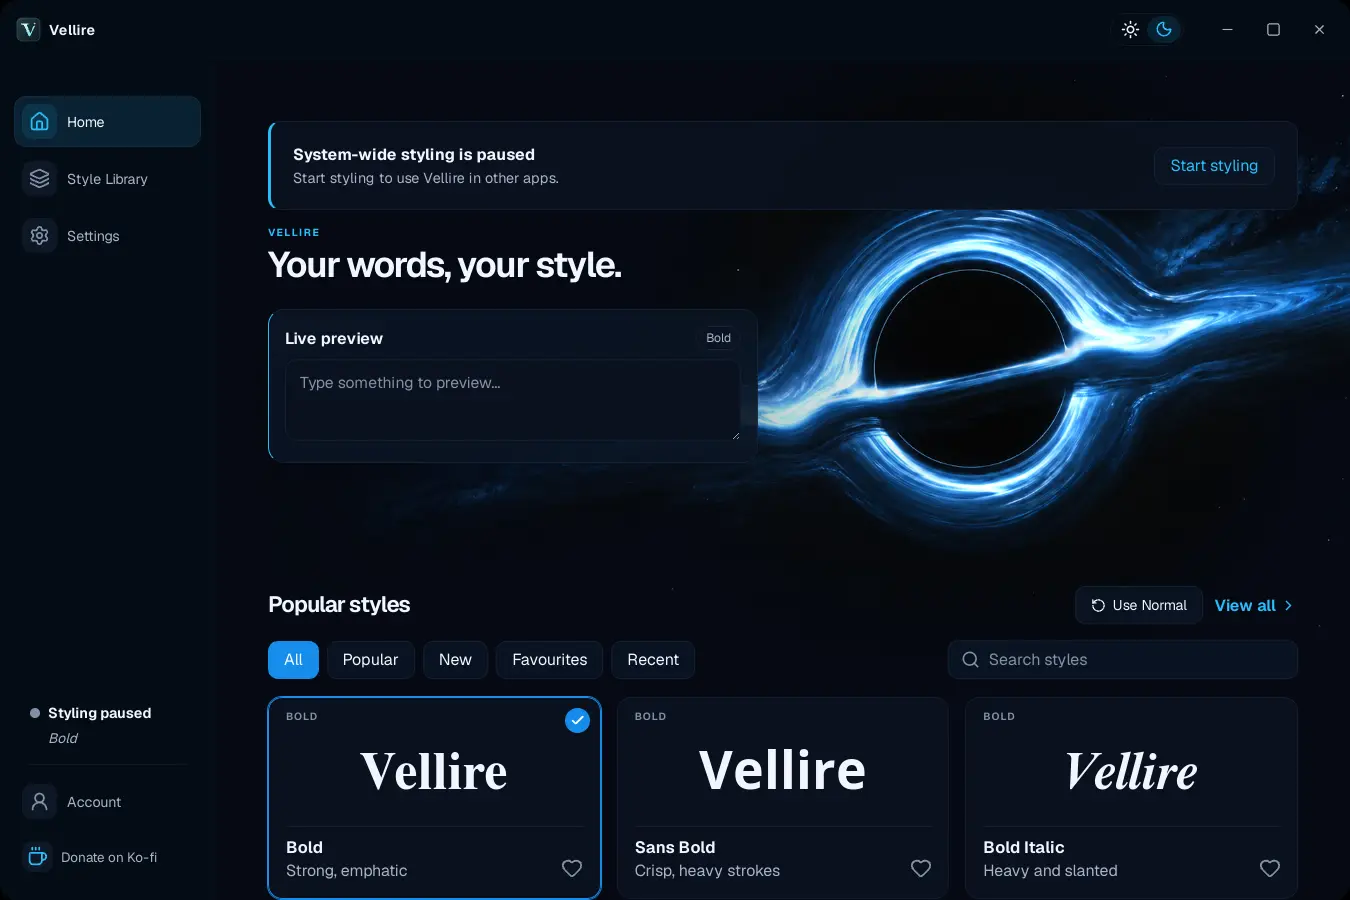 Vellire
Home
Style Library
Settings
Styling paused
Bold
Account
Donate on Ko-fi
System-wide styling is paused
Start styling to use Vellire in other apps.
Start styling
VELLIRE
Your words, your style.
Live preview
Bold
Type something to preview...
Popular styles
Use Normal
View all
All
Popular
New
Favourites
Recent
Search styles
BOLD
Vellire
Bold
Strong, emphatic
BOLD
Vellire
Sans Bold
Crisp, heavy strokes
BOLD
Vellire
Bold Italic
Heavy and slanted